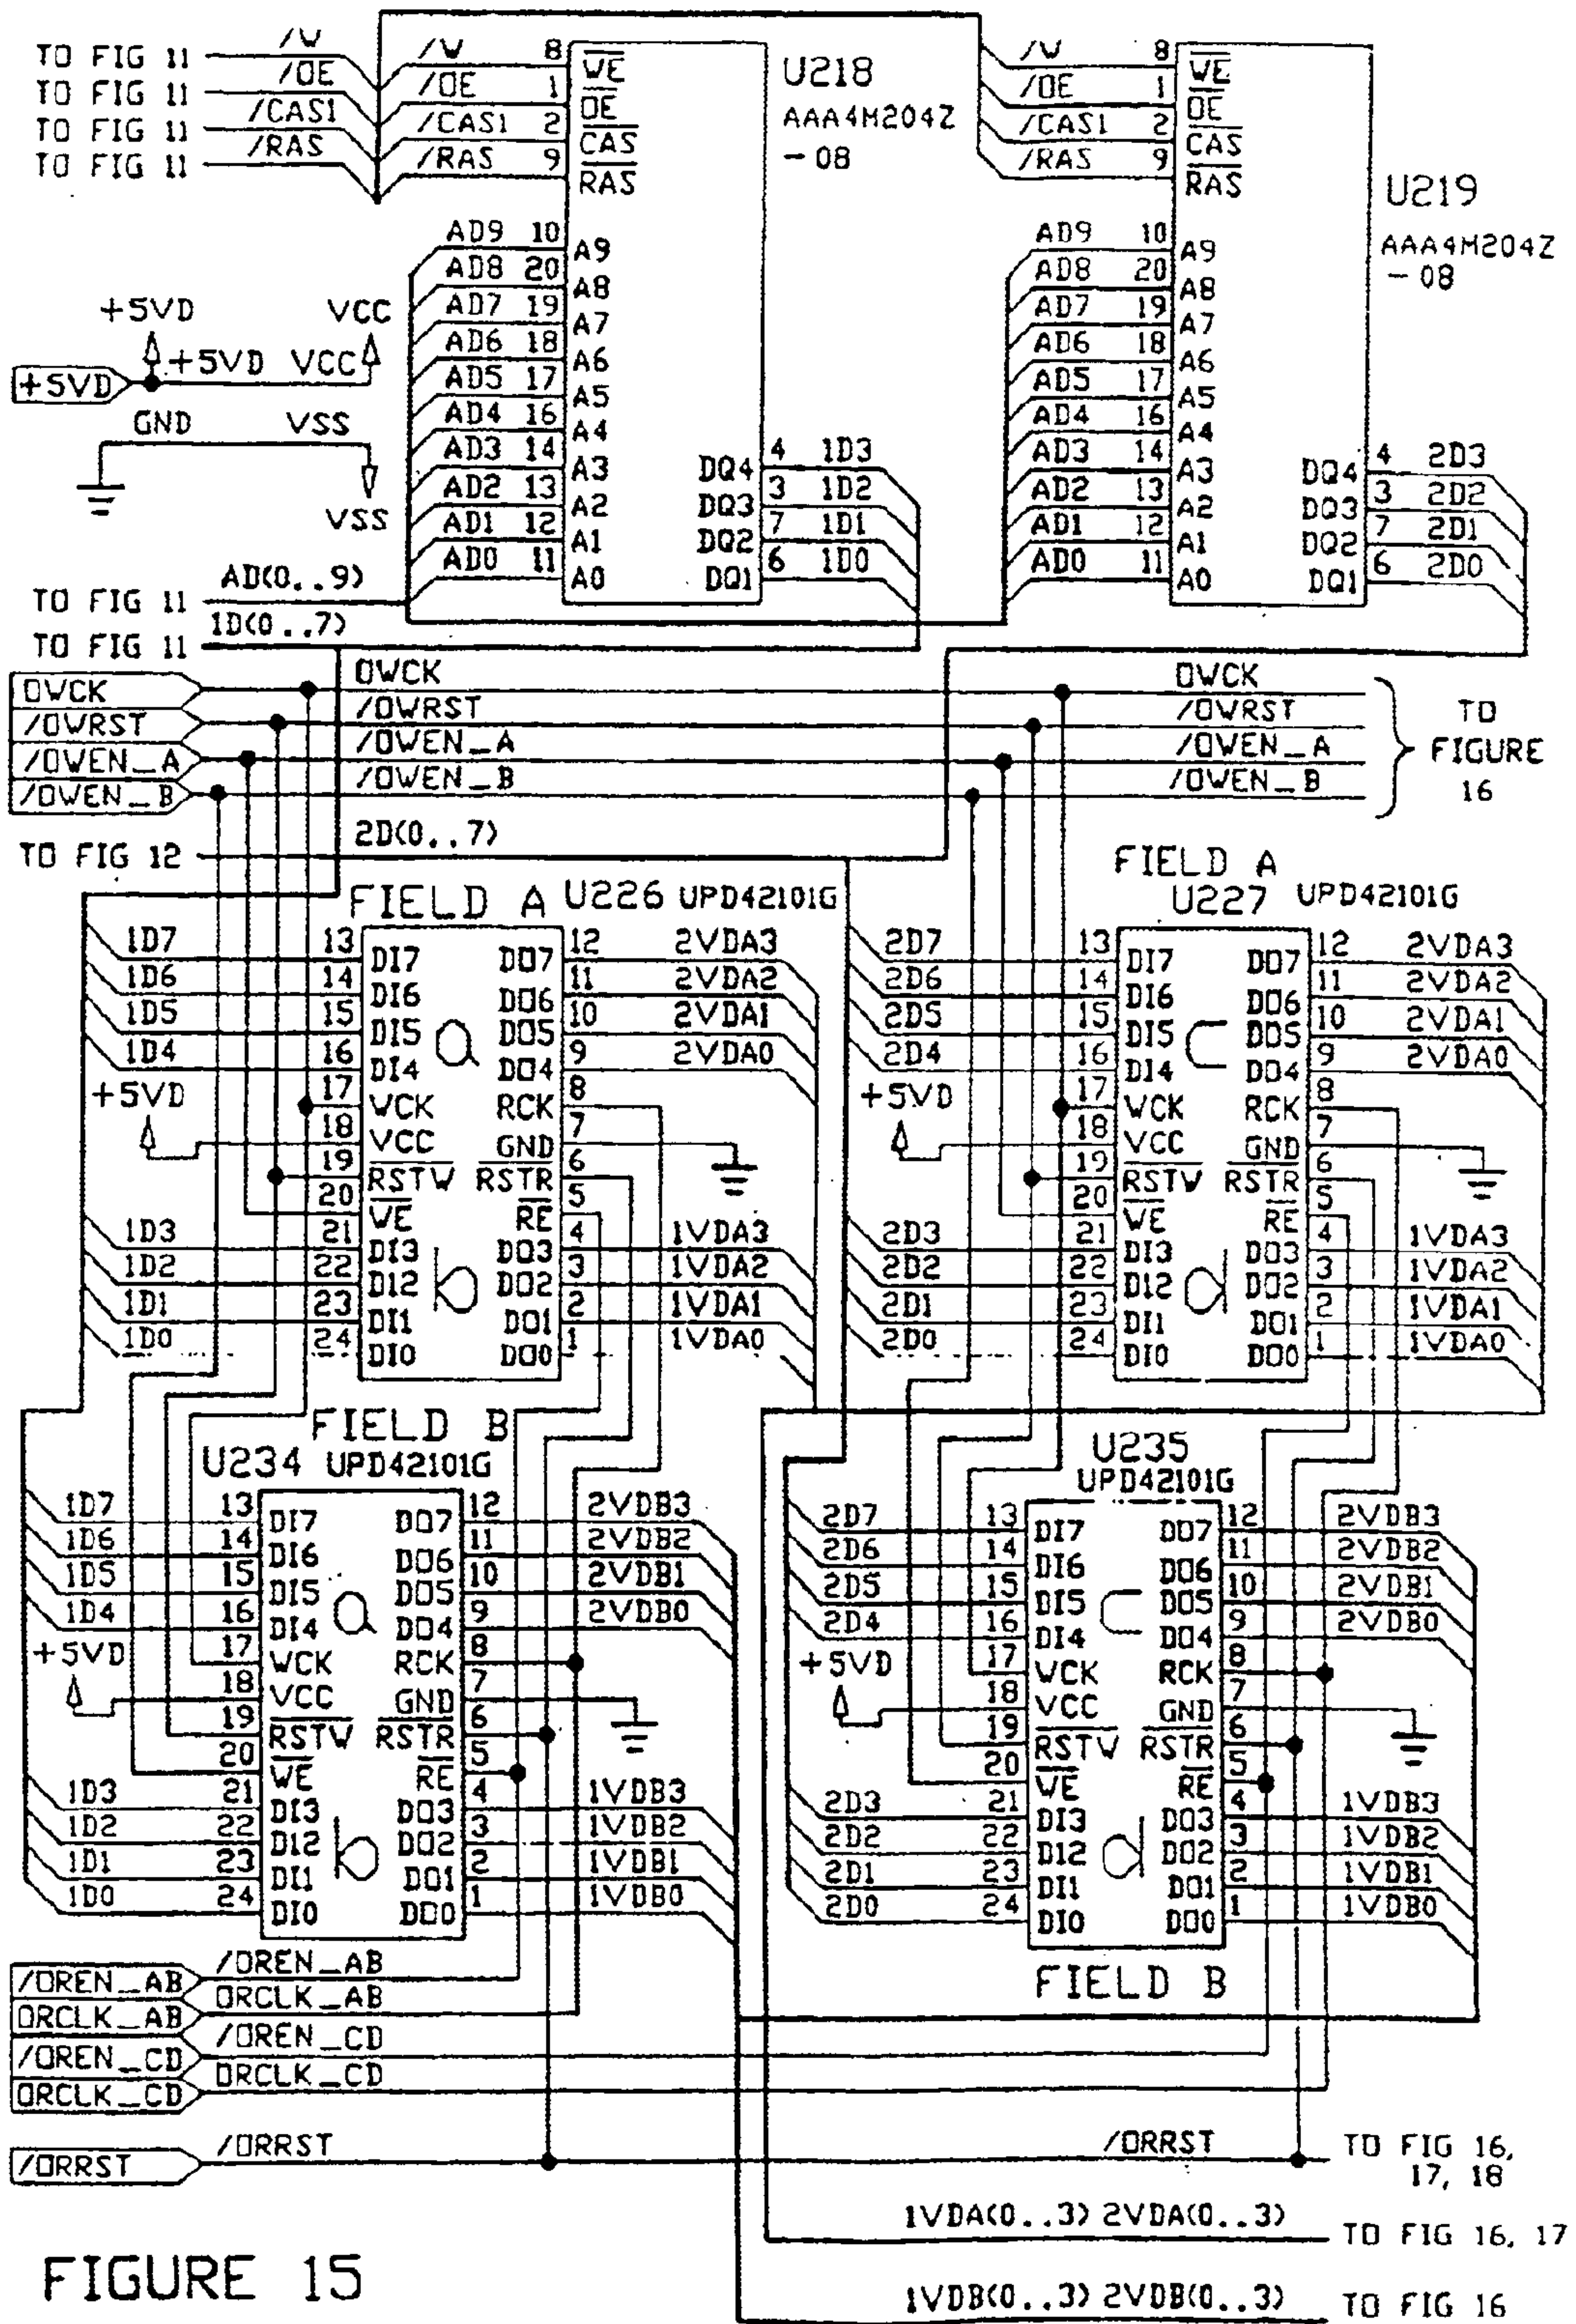 TO FIG 11 /W
TO FIG 11 /OE
TO FIG 11 /CAS1
TO FIG 11 /RAS
/W 8 WE
/OE 1 OE
/CAS1 2 CAS
/RAS 9 RAS
U218
AAA4M204Z
-08
AD9 10 A9
AD8 20 A8
AD7 19 A7
AD6 18 A6
AD5 17 A5
AD4 16 A4
AD3 14 A3
AD2 13 A2
AD1 12 A1
AD0 11 A0
DQ4 4 1D3
DQ3 3 1D2
DQ2 7 1D1
DQ1 6 1D0
/W 8 WE
/OE 1 OE
/CAS1 2 CAS
/RAS 9 RAS
U219
AAA4M204Z
-08
AD9 10 A9
AD8 20 A8
AD7 19 A7
AD6 18 A6
AD5 17 A5
AD4 16 A4
AD3 14 A3
AD2 13 A2
AD1 12 A1
AD0 11 A0
DQ4 4 2D3
DQ3 3 2D2
DQ2 7 2D1
DQ1 6 2D0
+5VD VCC
+5VD +5VD VCC
GND VSS
VSS
TO FIG 11 AD(0..9)
TO FIG 11 1D(0..7)
OWCK OWCK OWCK
/OWRST /OWRST /OWRST
/OWEN_A /OWEN_A /OWEN_A
/OWEN_B /OWEN_B /OWEN_B
TO
FIGURE
16
TO FIG 12 2D(0..7)
FIELD A U226 UPD42101G
1D7 13 DI7 DO7 12 2VDA3
1D6 14 DI6 DO6 11 2VDA2
1D5 15 DI5 DO5 10 2VDA1
1D4 16 DI4 DO4 9 2VDA0
a
+5VD 17 WCK RCK 8
18 VCC GND 7
19 RSTW RSTR 6
20 WE RE 5
1D3 21 DI3 DO3 4 1VDA3
1D2 22 DI2 DO2 3 1VDA2
1D1 23 DI1 DO1 2 1VDA1
1D0 24 DI0 DO0 1 1VDA0
b
FIELD A
U227 UPD42101G
2D7 13 DI7 DO7 12 2VDA3
2D6 14 DI6 DO6 11 2VDA2
2D5 15 DI5 DO5 10 2VDA1
2D4 16 DI4 DO4 9 2VDA0
c
+5VD 17 WCK RCK 8
18 VCC GND 7
19 RSTW RSTR 6
20 WE RE 5
2D3 21 DI3 DO3 4 1VDA3
2D2 22 DI2 DO2 3 1VDA2
2D1 23 DI1 DO1 2 1VDA1
2D0 24 DI0 DO0 1 1VDA0
d
FIELD B
U234 UPD42101G
1D7 13 DI7 DO7 12 2VDB3
1D6 14 DI6 DO6 11 2VDB2
1D5 15 DI5 DO5 10 2VDB1
1D4 16 DI4 DO4 9 2VDB0
a
+5VD 17 WCK RCK 8
18 VCC GND 7
19 RSTW RSTR 6
20 WE RE 5
1D3 21 DI3 DO3 4 1VDB3
1D2 22 DI2 DO2 3 1VDB2
1D1 23 DI1 DO1 2 1VDB1
1D0 24 DI0 DO0 1 1VDB0
b
U235
UPD42101G
2D7 13 DI7 DO7 12 2VDB3
2D6 14 DI6 DO6 11 2VDB2
2D5 15 DI5 DO5 10 2VDB1
2D4 16 DI4 DO4 9 2VDB0
c
+5VD 17 WCK RCK 8
18 VCC GND 7
19 RSTW RSTR 6
20 WE RE 5
2D3 21 DI3 DO3 4 1VDB3
2D2 22 DI2 DO2 3 1VDB2
2D1 23 DI1 DO1 2 1VDB1
2D0 24 DI0 DO0 1 1VDB0
d
FIELD B
/OREN_AB /OREN_AB
ORCLK_AB ORCLK_AB
/OREN_CD /OREN_CD
ORCLK_CD ORCLK_CD
/ORRST /ORRST /ORRST TO FIG 16,
17, 18
1VDA(0..3) 2VDA(0..3) TO FIG 16, 17
1VDB(0..3) 2VDB(0..3) TO FIG 16
FIGURE 15